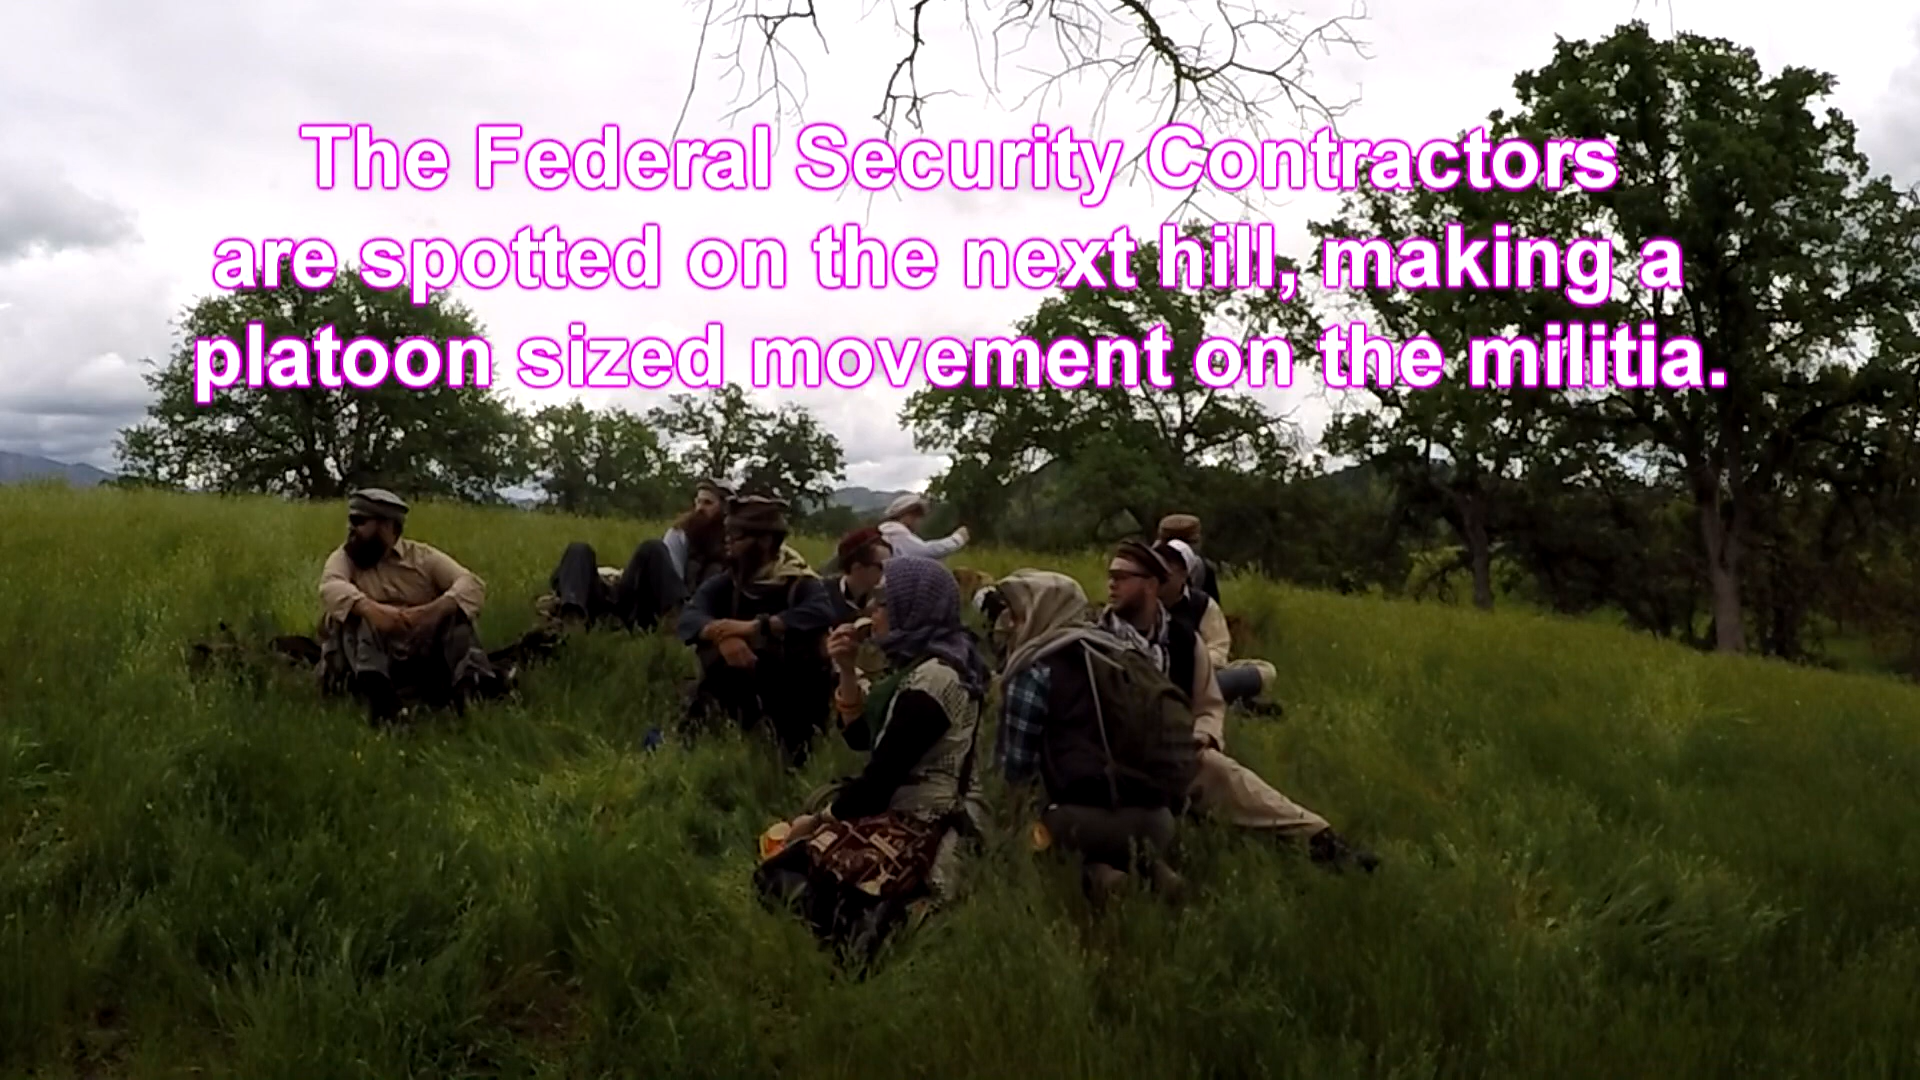 The Federal Security Contractors
are spotted on the next hill, making a
platoon sized movement on the militia.